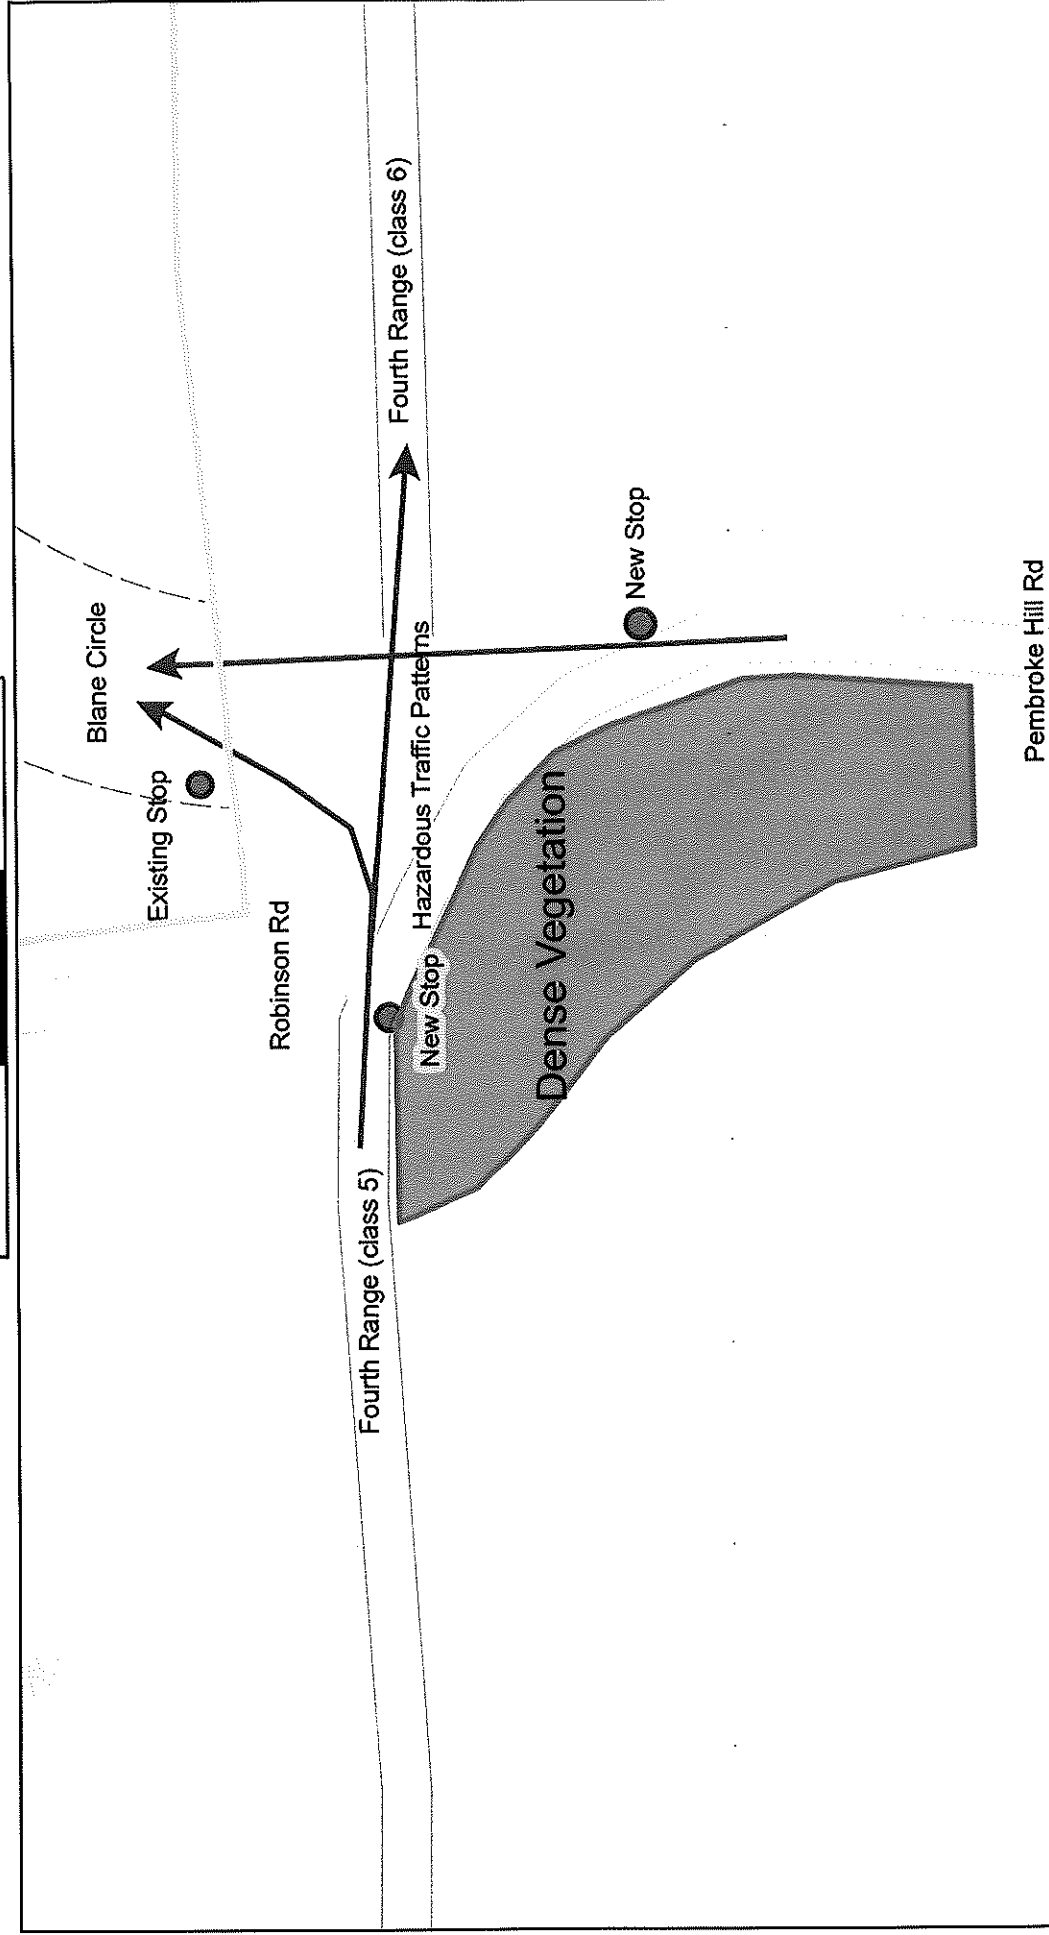 Blane Circle
Existing Stop
Robinson Rd
Fourth Range (class 5)
Fourth Range (class 6)
New Stop
Hazardous Traffic Patterns
Dense Vegetation
New Stop
Pembroke Hill Rd